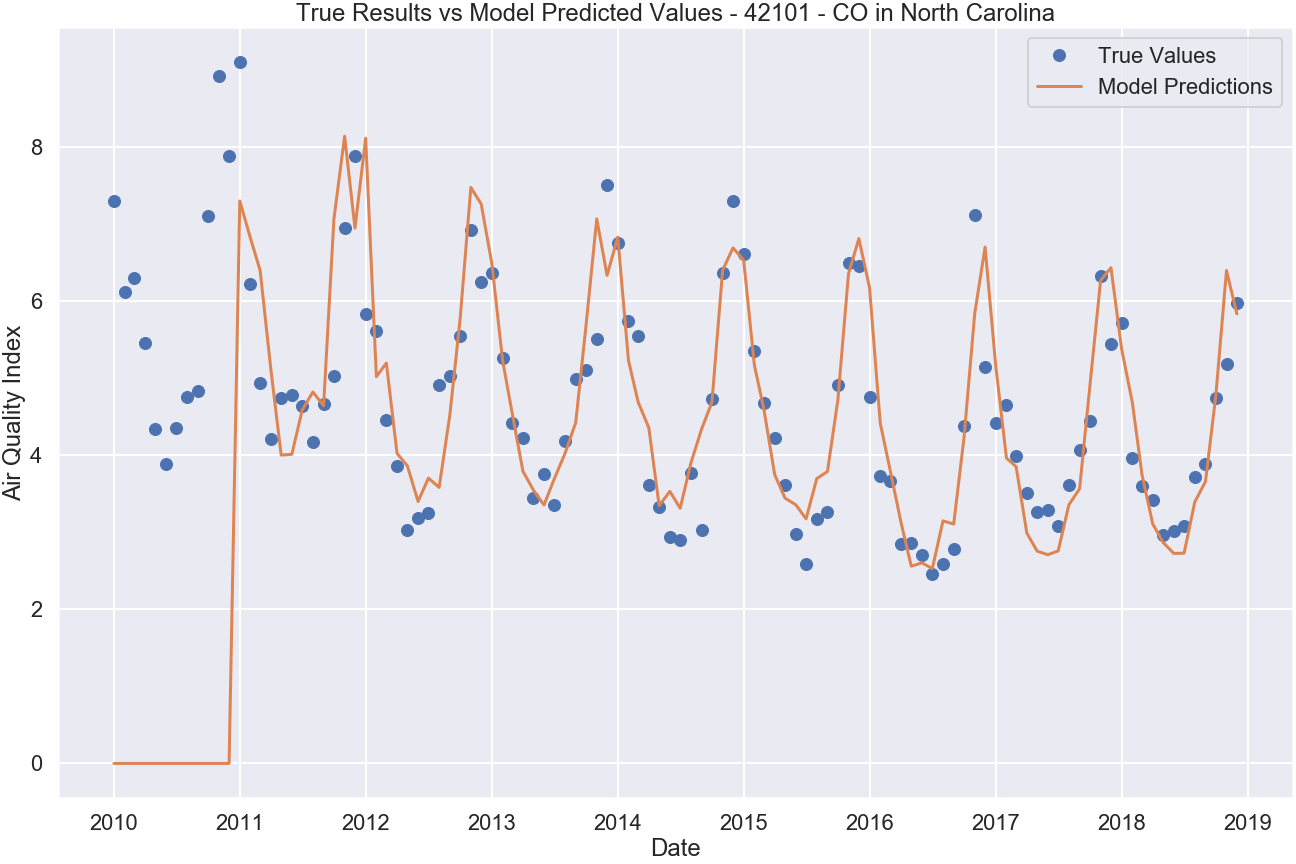 True Results vs Model Predicted Values - 42101 - CO in North Carolina
True Values
Model Predictions
Air Quality Index
8
6
4
2
0
2010 2011 2012 2013 2014 2015 2016 2017 2018 2019
Date